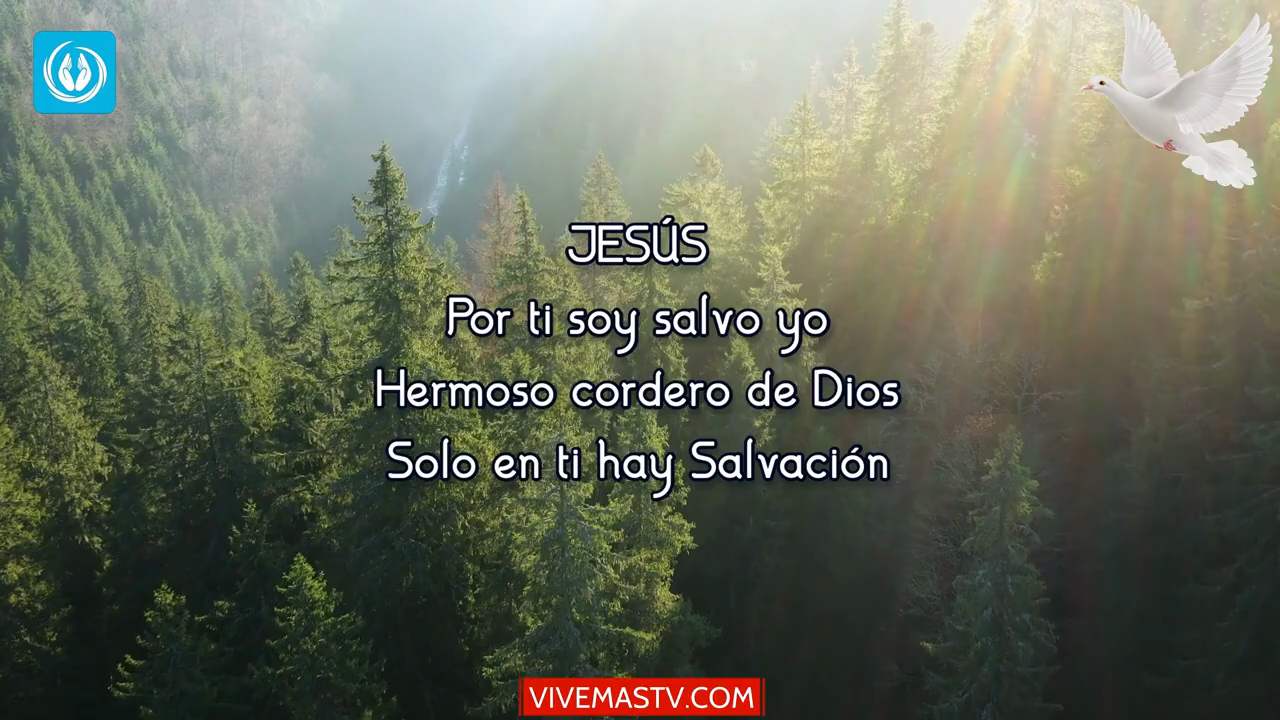 JESÚS
Por ti soy salvo yo
Hermoso cordero de Dios
Solo en ti hay Salvación
VIVEMASTV.COM